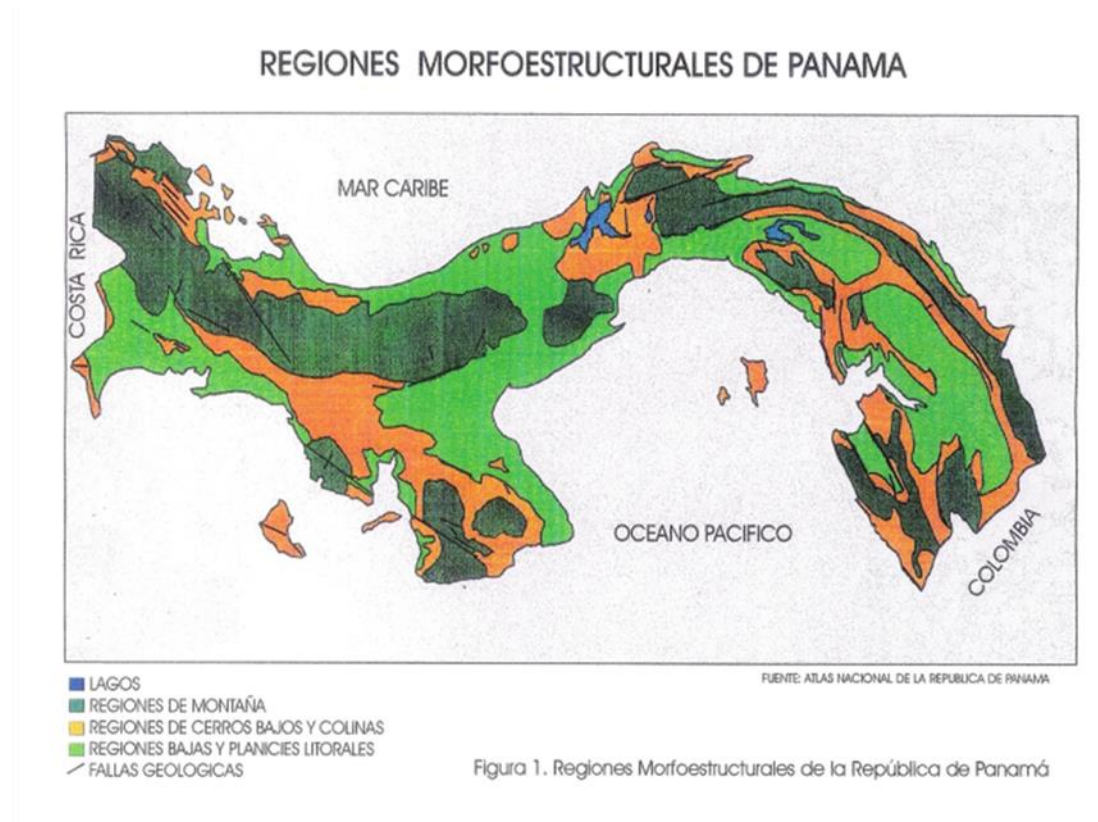 REGIONES MORFOESTRUCTURALES DE PANAMA
MAR CARIBE
COSTA RICA
OCEANO PACIFICO
COLOMBIA
FUENTE: ATLAS NACIONAL DE LA REPUBLICA DE PANAMA
LAGOS
REGIONES DE MONTAÑA
REGIONES DE CERROS BAJOS Y COLINAS
REGIONES BAJAS Y PLANICIES LITORALES
FALLAS GEOLOGICAS
Figura 1. Regiones Morfoestructurales de la República de Panamá